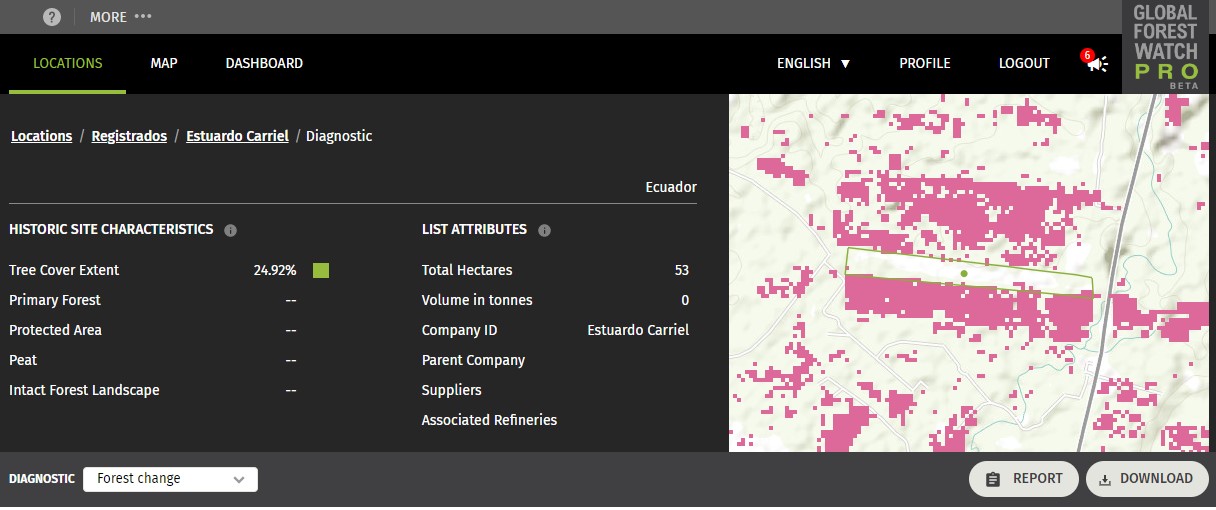 ? MORE •••
GLOBAL
FOREST
WATCH
PRO
BETA
LOCATIONS MAP DASHBOARD ENGLISH ▼ PROFILE LOGOUT 6
Locations / Registrados / Estuardo Carriel / Diagnostic
Ecuador
HISTORIC SITE CHARACTERISTICS i LIST ATTRIBUTES i
Tree Cover Extent 24.92% Total Hectares 53
Primary Forest -- Volume in tonnes 0
Protected Area -- Company ID Estuardo Carriel
Peat -- Parent Company
Intact Forest Landscape -- Suppliers
Associated Refineries
DIAGNOSTIC Forest change REPORT DOWNLOAD